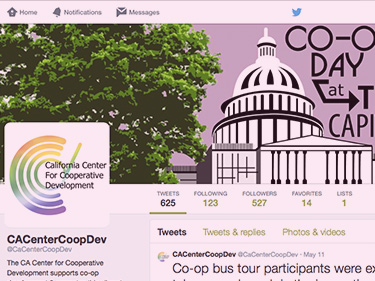 Home Notifications Messages
CO-O
DAY
at T
CAPI
California Center
For Cooperative
Development
TWEETS FOLLOWING FOLLOWERS FAVORITES LISTS
625 123 527 14 1
CACenterCoopDev
@CaCenterCoopDev
The CA Center for Cooperative
Development supports co-op
Tweets Tweets & replies Photos & videos
CACenterCoopDev @CaCenterCoopDev · May 11
Co-op bus tour participants were ex